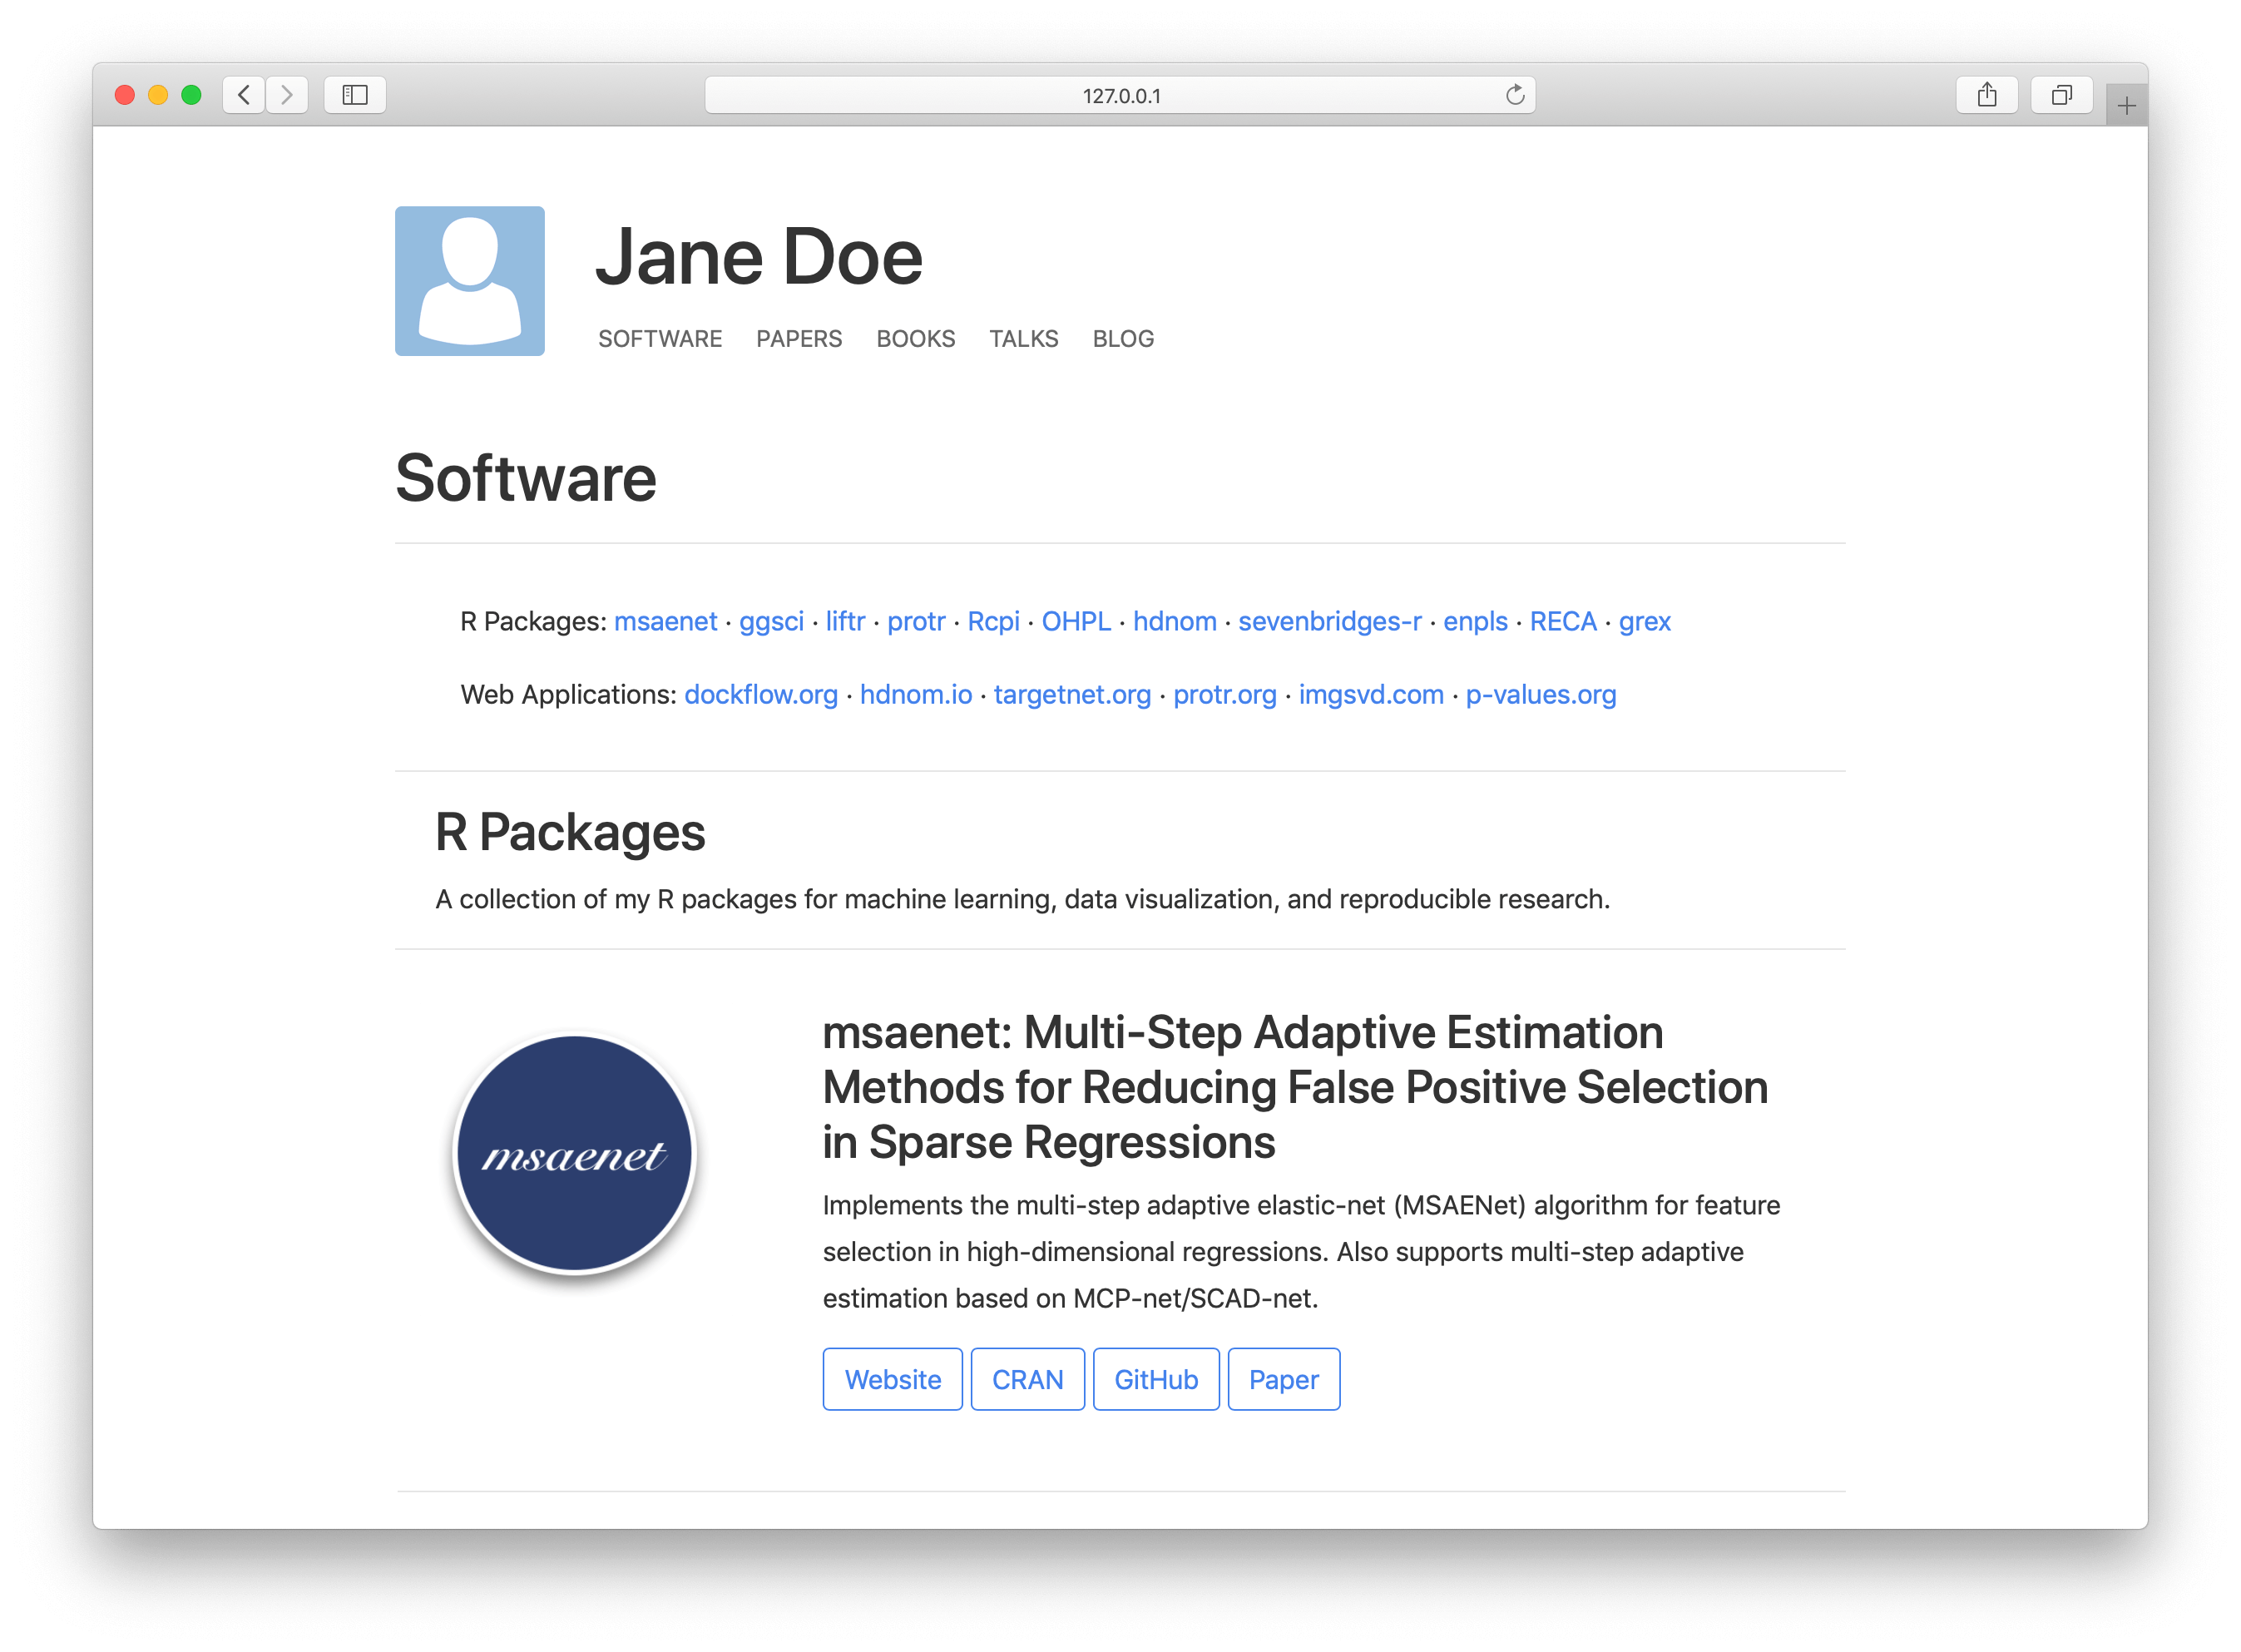 127.0.0.1
Jane Doe
SOFTWARE PAPERS BOOKS TALKS BLOG
Software
R Packages: msaenet · ggsci · liftr · protr · Rcpi · OHPL · hdnom · sevenbridges-r · enpls · RECA · grex
Web Applications: dockflow.org · hdnom.io · targetnet.org · protr.org · imgsvd.com · p-values.org
R Packages
A collection of my R packages for machine learning, data visualization, and reproducible research.
msaenet
msaenet: Multi-Step Adaptive Estimation
Methods for Reducing False Positive Selection
in Sparse Regressions
Implements the multi-step adaptive elastic-net (MSAENet) algorithm for feature
selection in high-dimensional regressions. Also supports multi-step adaptive
estimation based on MCP-net/SCAD-net.
Website CRAN GitHub Paper